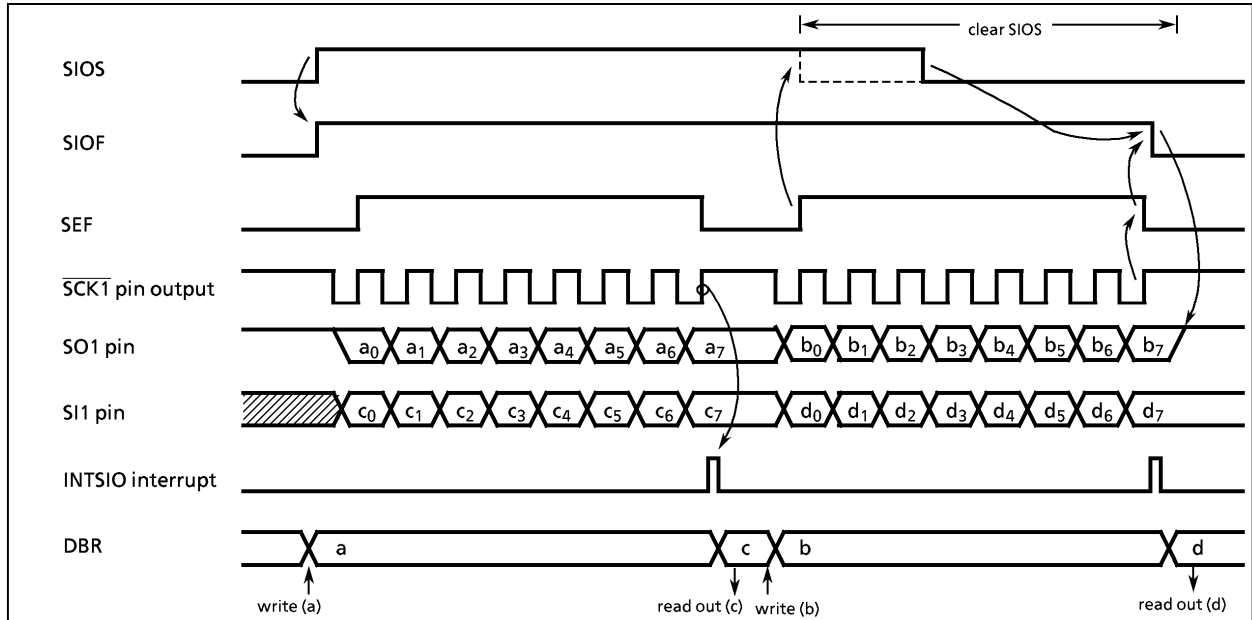 clear SIOS
SIOS
SIOF
SEF
SCK1 pin output
SO1 pin a0 a1 a2 a3 a4 a5 a6 a7 b0 b1 b2 b3 b4 b5 b6 b7
SI1 pin c0 c1 c2 c3 c4 c5 c6 c7 d0 d1 d2 d3 d4 d5 d6 d7
INTSIO interrupt
DBR a c b d
write (a) read out (c) write (b) read out (d)